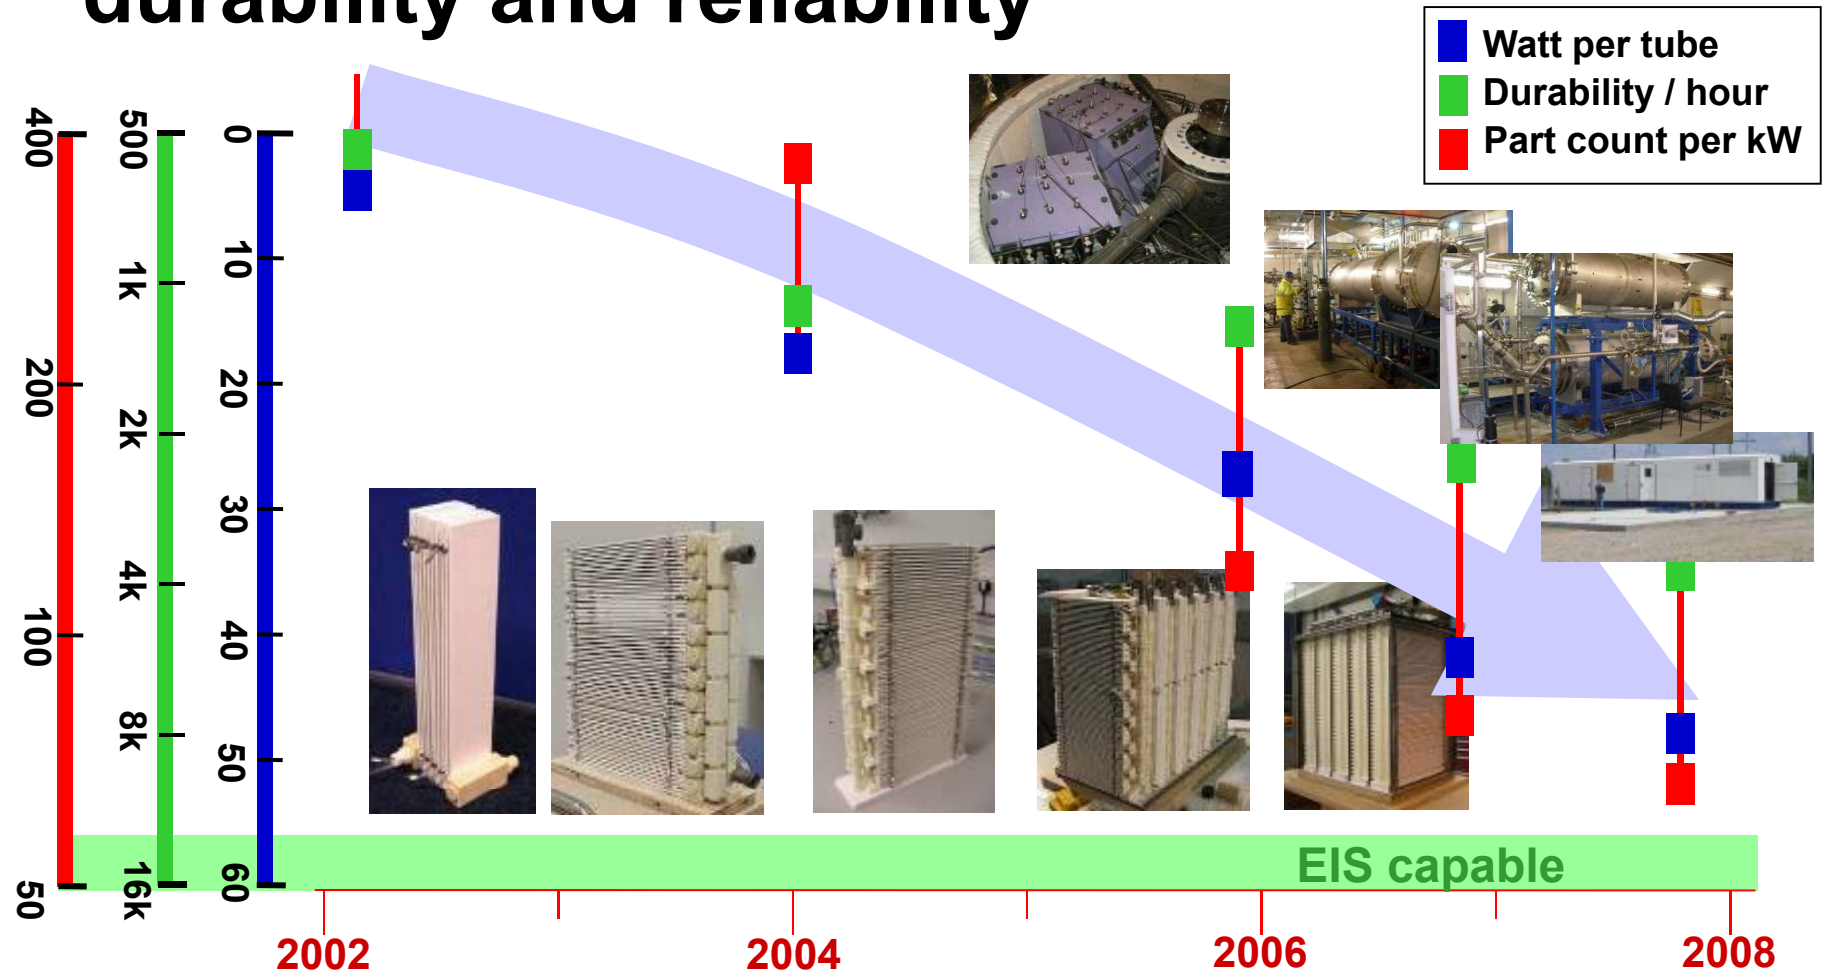 durability and reliability
Watt per tube
Durability / hour
Part count per kW
400
200
100
50
500
1k
2k
4k
8k
16k
0
10
20
30
40
50
60
EIS capable
2002
2004
2006
2008